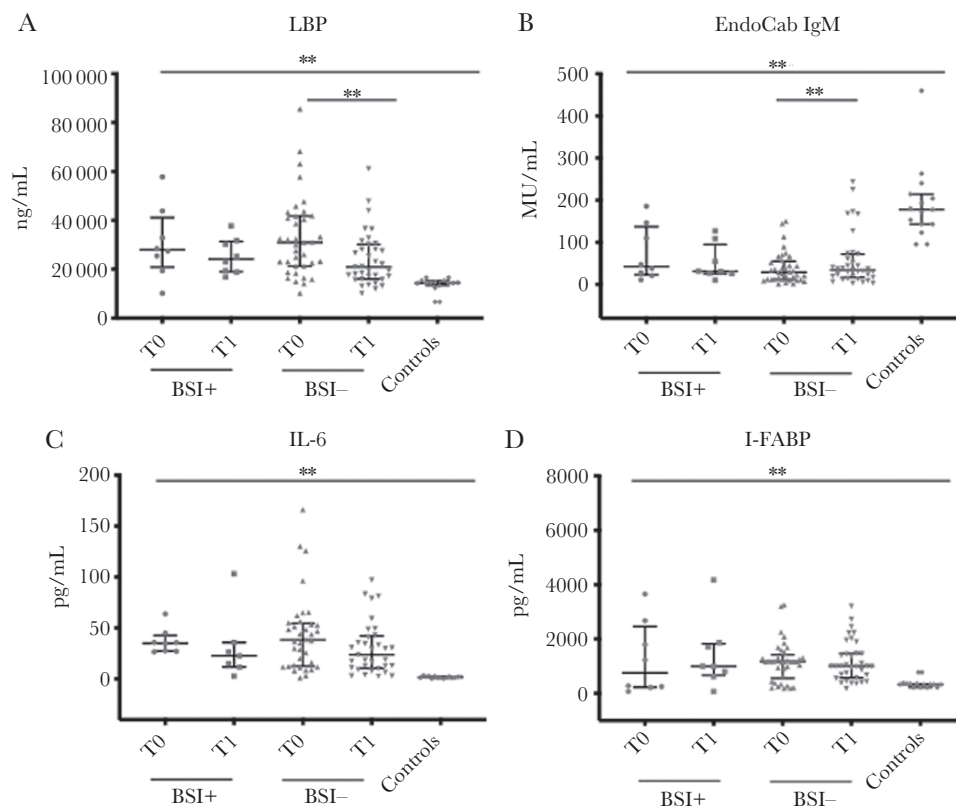 A
LBP
**
**
100 000
80 000
60 000
40 000
20 000
0
ng/mL
T0
T1
T0
T1
Controls
BSI+
BSI–
B
EndoCab IgM
**
**
500
400
300
200
100
0
MU/mL
T0
T1
T0
T1
Controls
BSI+
BSI–
C
IL-6
**
200
150
100
50
0
pg/mL
T0
T1
T0
T1
Controls
BSI+
BSI–
D
I-FABP
**
8000
6000
4000
2000
0
pg/mL
T0
T1
T0
T1
Controls
BSI+
BSI–